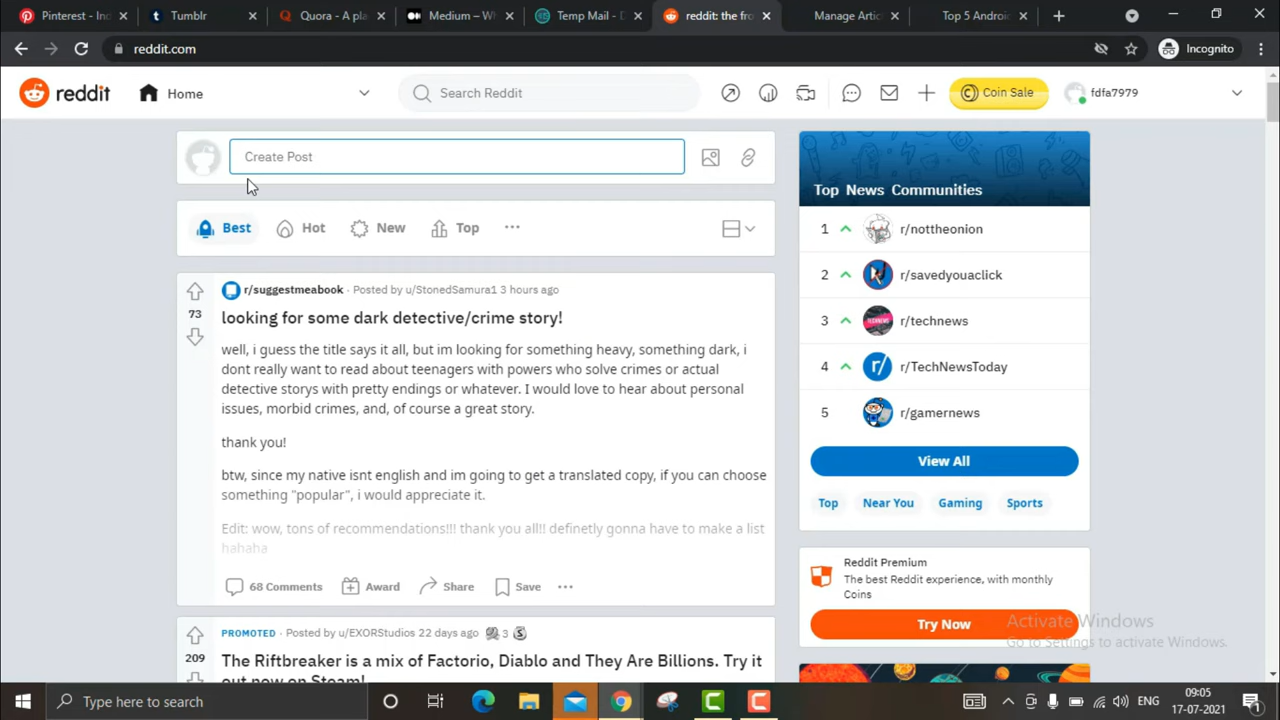 Pinterest - Ind
Tumblr
Quora - A pla
Medium – Wh
Temp Mail - D
reddit: the fro
Manage Artic
Top 5 Androi
reddit.com
Incognito
reddit
Home
Search Reddit
Coin Sale
fdfa7979
Create Post
Best
Hot
New
Top
r/suggestmeabook • Posted by u/StonedSamura1 3 hours ago
73
looking for some dark detective/crime story!
well, i guess the title says it all, but im looking for something heavy, something dark, i
dont really want to read about teenagers with powers who solve crimes or actual
detective storys with pretty endings or whatever. I would love to hear about personal
issues, morbid crimes, and, of course a great story.
thank you!
btw, since my native isnt english and im going to get a translated copy, if you can choose
something "popular", i would appreciate it.
Edit: wow, tons of recommendations!!! thank you all!! definetly gonna have to make a list
hahaha
68 Comments
Award
Share
Save
PROMOTED • Posted by u/EXORStudios 22 days ago
3
209
The Riftbreaker is a mix of Factorio, Diablo and They Are Billions. Try it
out now on Steam!
Top News Communities
1 r/nottheonion
2 r/savedyouaclick
3 r/technews
4 r/TechNewsToday
5 r/gamernews
View All
Top
Near You
Gaming
Sports
Reddit Premium
The best Reddit experience, with monthly
Coins
Try Now
Activate Windows
Go to Settings to activate Windows.
Type here to search
ENG
09:05
17-07-2021
1